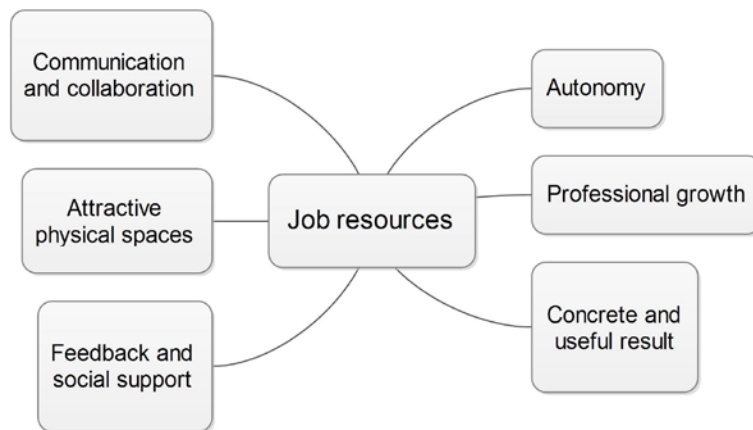 Communication
and collaboration
Attractive
physical spaces
Feedback and
social support
Job resources
Autonomy
Professional growth
Concrete and
useful result